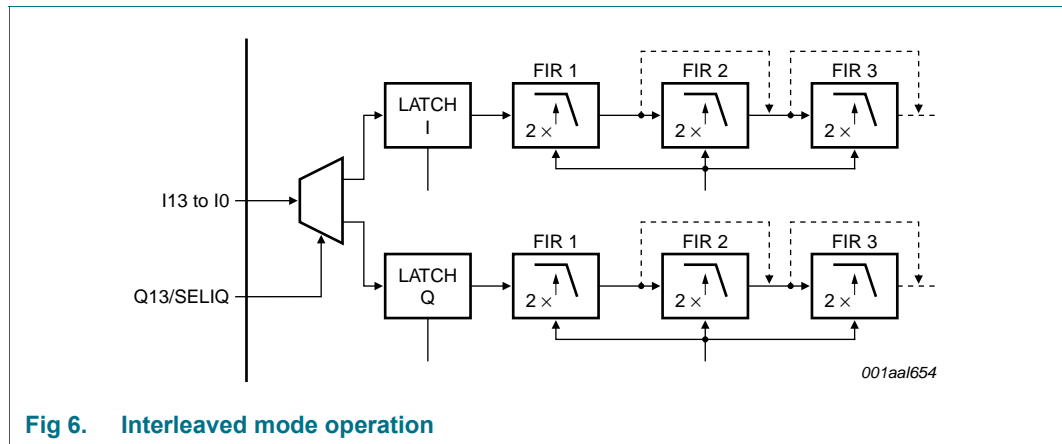 FIR 1 FIR 2 FIR 3
LATCH
I
2 × 2 × 2 ×
I13 to I0
FIR 1 FIR 2 FIR 3
Q13/SELIQ
LATCH
Q
2 × 2 × 2 ×
001aal654
Fig 6. Interleaved mode operation